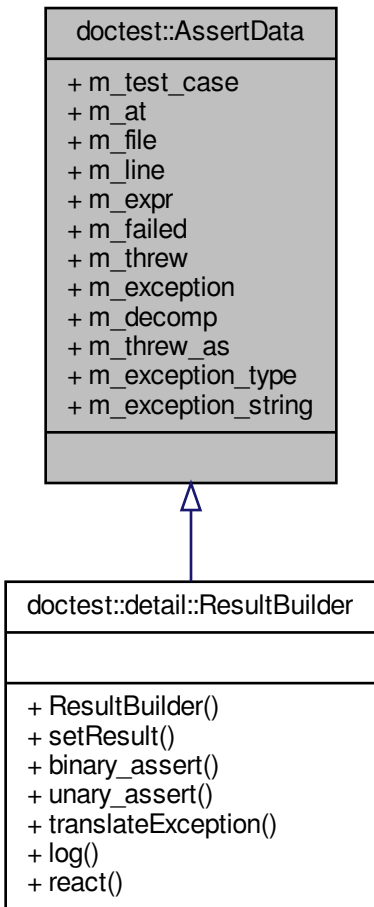 doctest::AssertData
+ m_test_case
+ m_at
+ m_file
+ m_line
+ m_expr
+ m_failed
+ m_threw
+ m_exception
+ m_decomp
+ m_threw_as
+ m_exception_type
+ m_exception_string
doctest::detail::ResultBuilder
+ ResultBuilder()
+ setResult()
+ binary_assert()
+ unary_assert()
+ translateException()
+ log()
+ react()